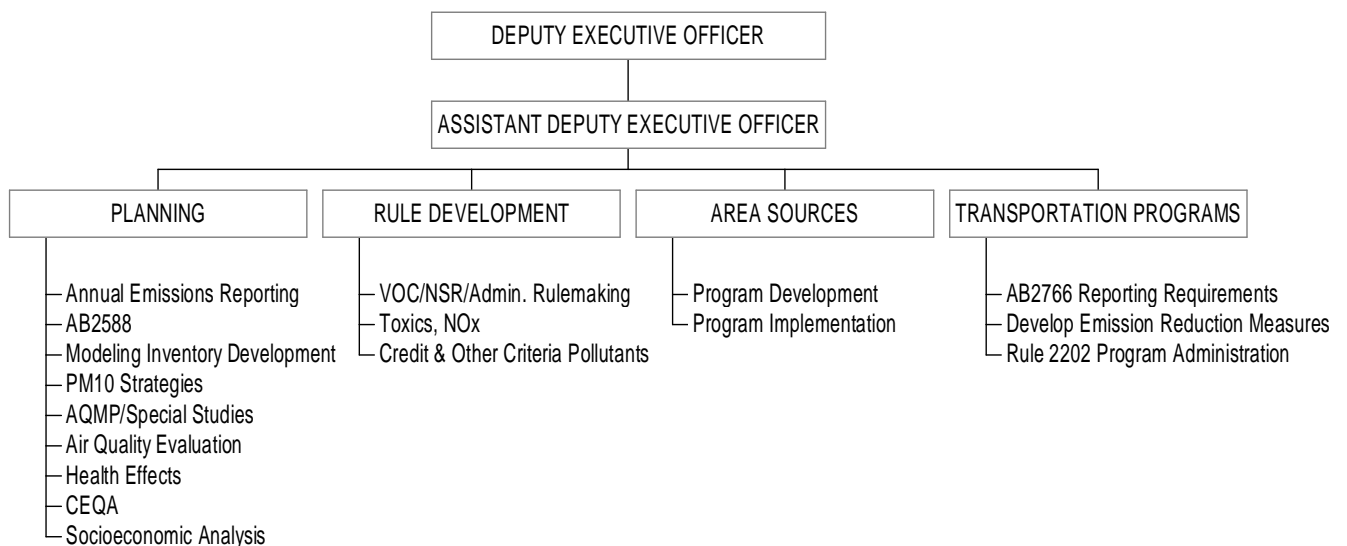 DEPUTY EXECUTIVE OFFICER
ASSISTANT DEPUTY EXECUTIVE OFFICER
PLANNING
Annual Emissions Reporting
AB2588
Modeling Inventory Development
PM10 Strategies
AQMP/Special Studies
Air Quality Evaluation
Health Effects
CEQA
Socioeconomic Analysis
RULE DEVELOPMENT
VOC/NSR/Admin. Rulemaking
Toxics, NOx
Credit & Other Criteria Pollutants
AREA SOURCES
Program Development
Program Implementation
TRANSPORTATION PROGRAMS
AB2766 Reporting Requirements
Develop Emission Reduction Measures
Rule 2202 Program Administration